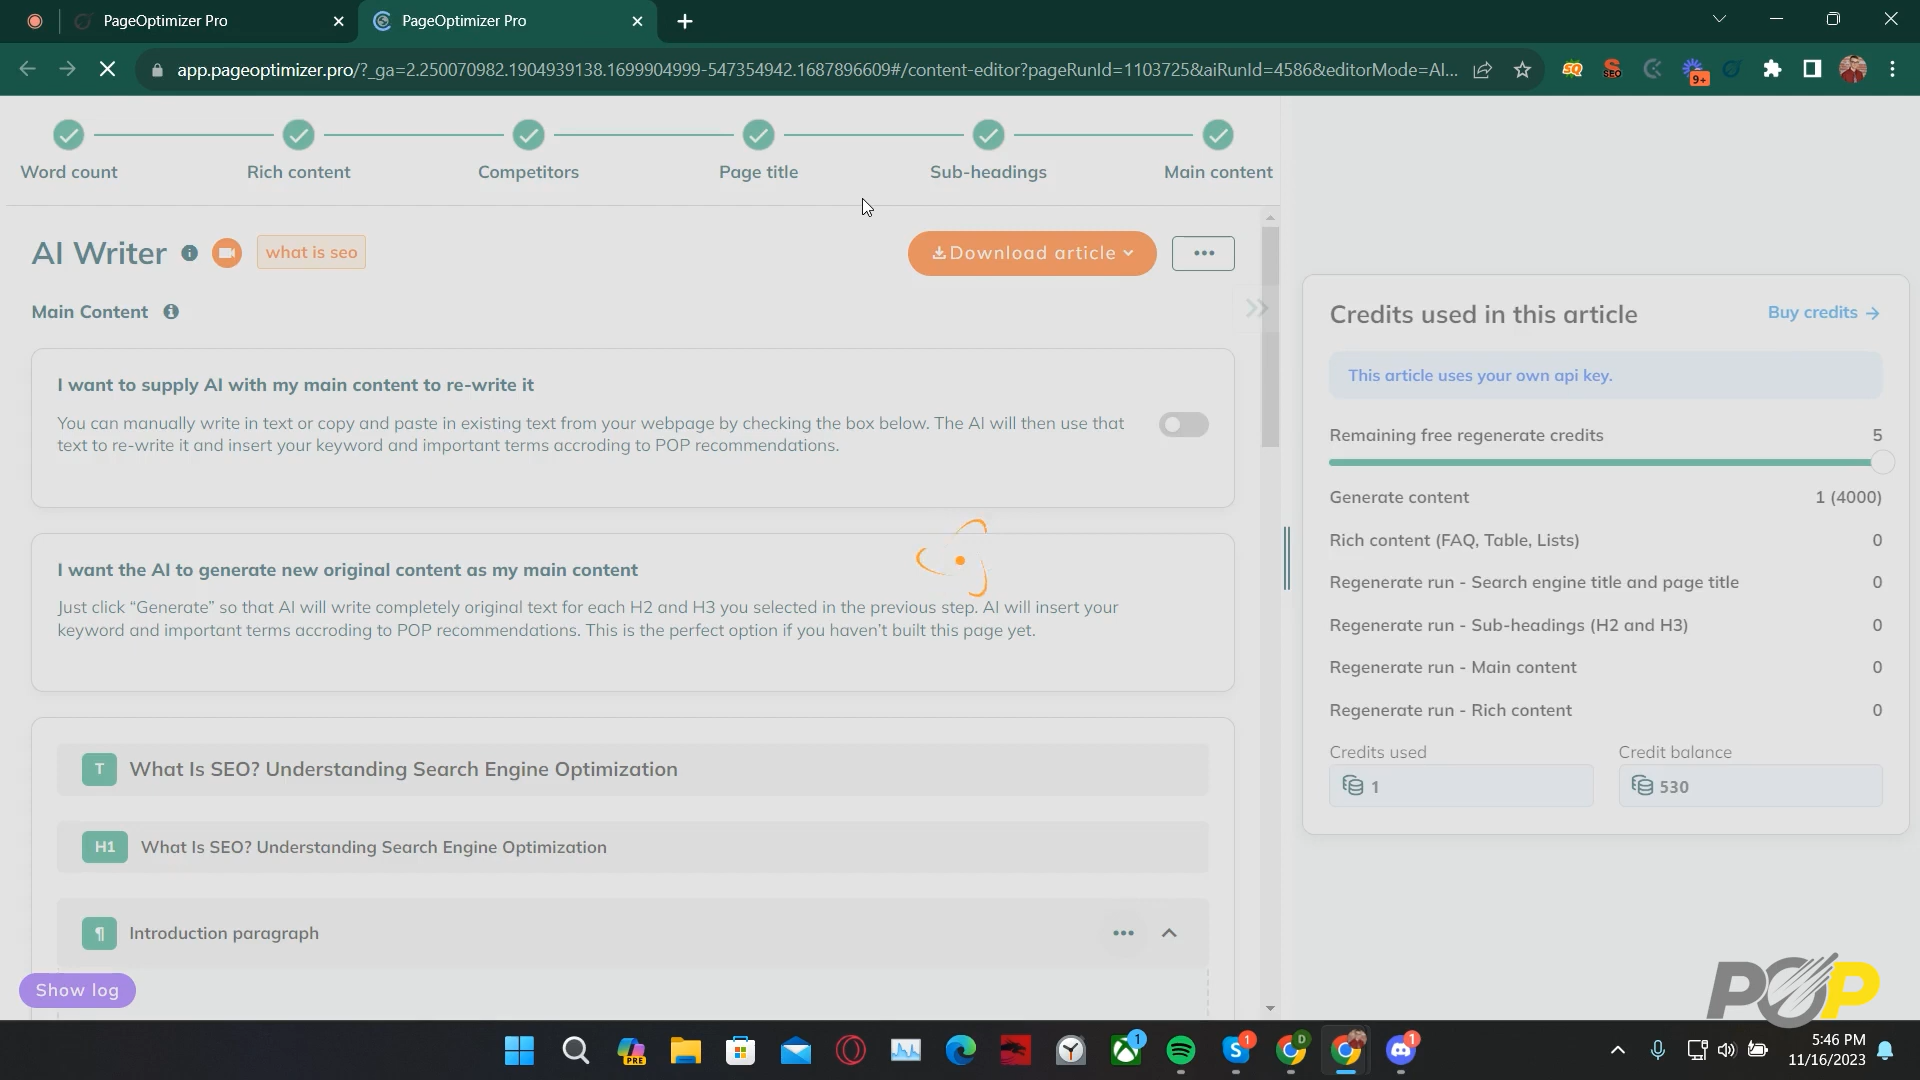 PageOptimizer Pro
PageOptimizer Pro
app.pageoptimizer.pro/?_ga=2.250070982.1904939138.1699904999-547354942.1687896609#/content-editor?pageRunId=1103725&aiRunId=4586&editorMode=AI...
SQ
SEO
9+
Word count
Rich content
Competitors
Page title
Sub-headings
Main content
AI Writer
what is seo
Download article
Main Content
I want to supply AI with my main content to re-write it
You can manually write in text or copy and paste in existing text from your webpage by checking the box below. The AI will then use that
text to re-write it and insert your keyword and important terms accroding to POP recommendations.
I want the AI to generate new original content as my main content
Just click “Generate” so that AI will write completely original text for each H2 and H3 you selected in the previous step. AI will insert your
keyword and important terms accroding to POP recommendations. This is the perfect option if you haven’t built this page yet.
T What Is SEO? Understanding Search Engine Optimization
H1 What Is SEO? Understanding Search Engine Optimization
¶ Introduction paragraph
Show log
Credits used in this article
Buy credits →
This article uses your own api key.
Remaining free regenerate credits 5
Generate content 1 (4000)
Rich content (FAQ, Table, Lists) 0
Regenerate run - Search engine title and page title 0
Regenerate run - Sub-headings (H2 and H3) 0
Regenerate run - Main content 0
Regenerate run - Rich content 0
Credits used
Credit balance
1
530
POP
PRE
1
1
D
1
5:46 PM
11/16/2023